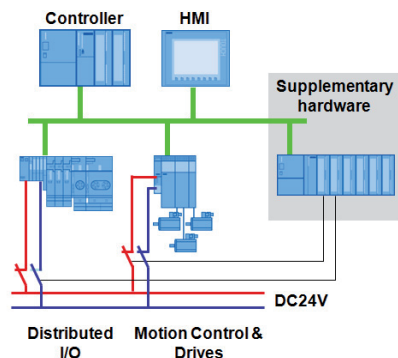 Controller
HMI
Supplementary
hardware
DC24V
Distributed
I/O
Motion Control &
Drives